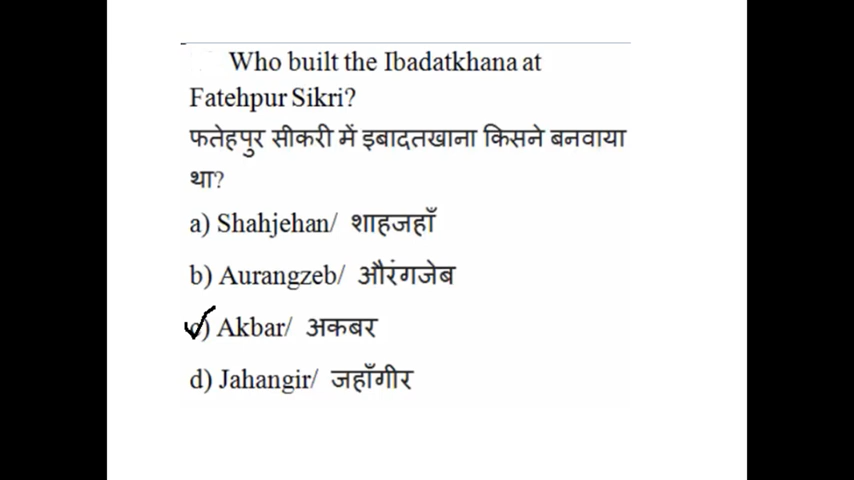 Who built the Ibadatkhana at
Fatehpur Sikri?
फतेहपुर सीकरी में इबादतखाना किसने बनवाया
था?
a) Shahjehan/ शाहजहाँ
b) Aurangzeb/ औरंगजेब
c) Akbar/ अकबर
d) Jahangir/ जहाँगीर